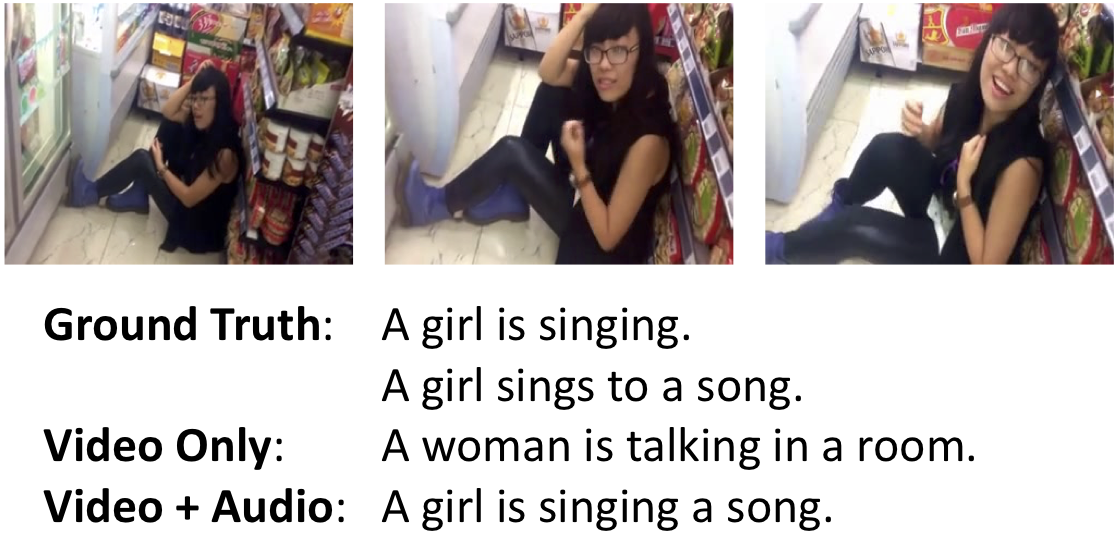 SAPPORO
Ground Truth: A girl is singing.
A girl sings to a song.
Video Only: A woman is talking in a room.
Video + Audio: A girl is singing a song.